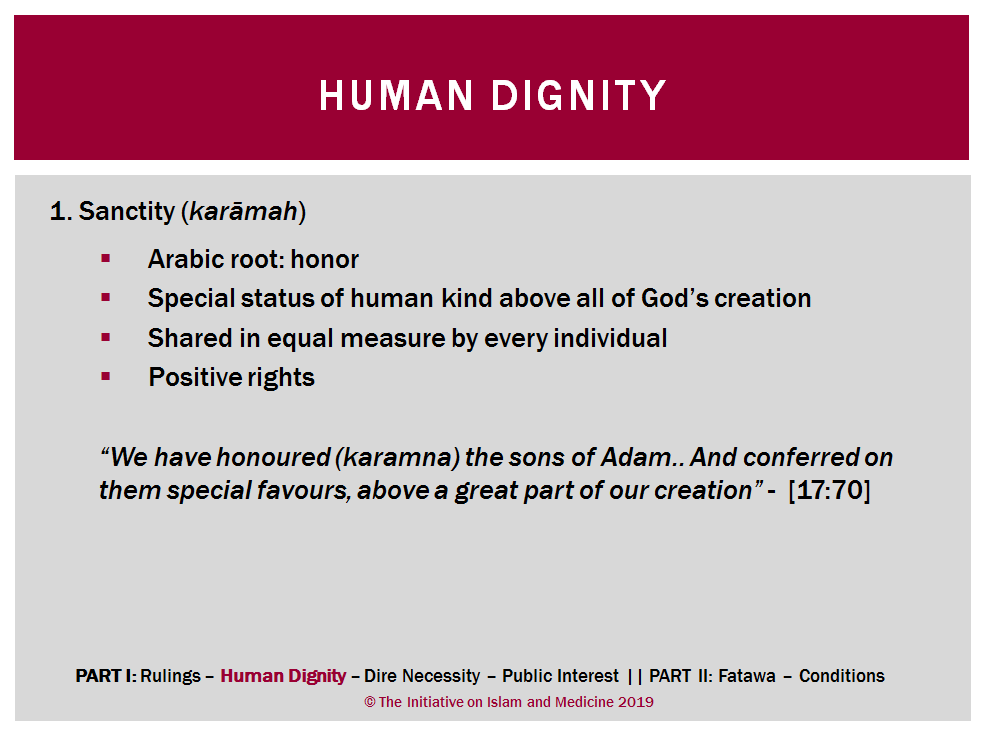 HUMAN DIGNITY
1. Sanctity (karāmah)
▪ Arabic root: honor
▪ Special status of human kind above all of God’s creation
▪ Shared in equal measure by every individual
▪ Positive rights
“We have honoured (karamna) the sons of Adam.. And conferred on
them special favours, above a great part of our creation” - [17:70]
PART I: Rulings – Human Dignity – Dire Necessity – Public Interest || PART II: Fatawa – Conditions
© The Initiative on Islam and Medicine 2019